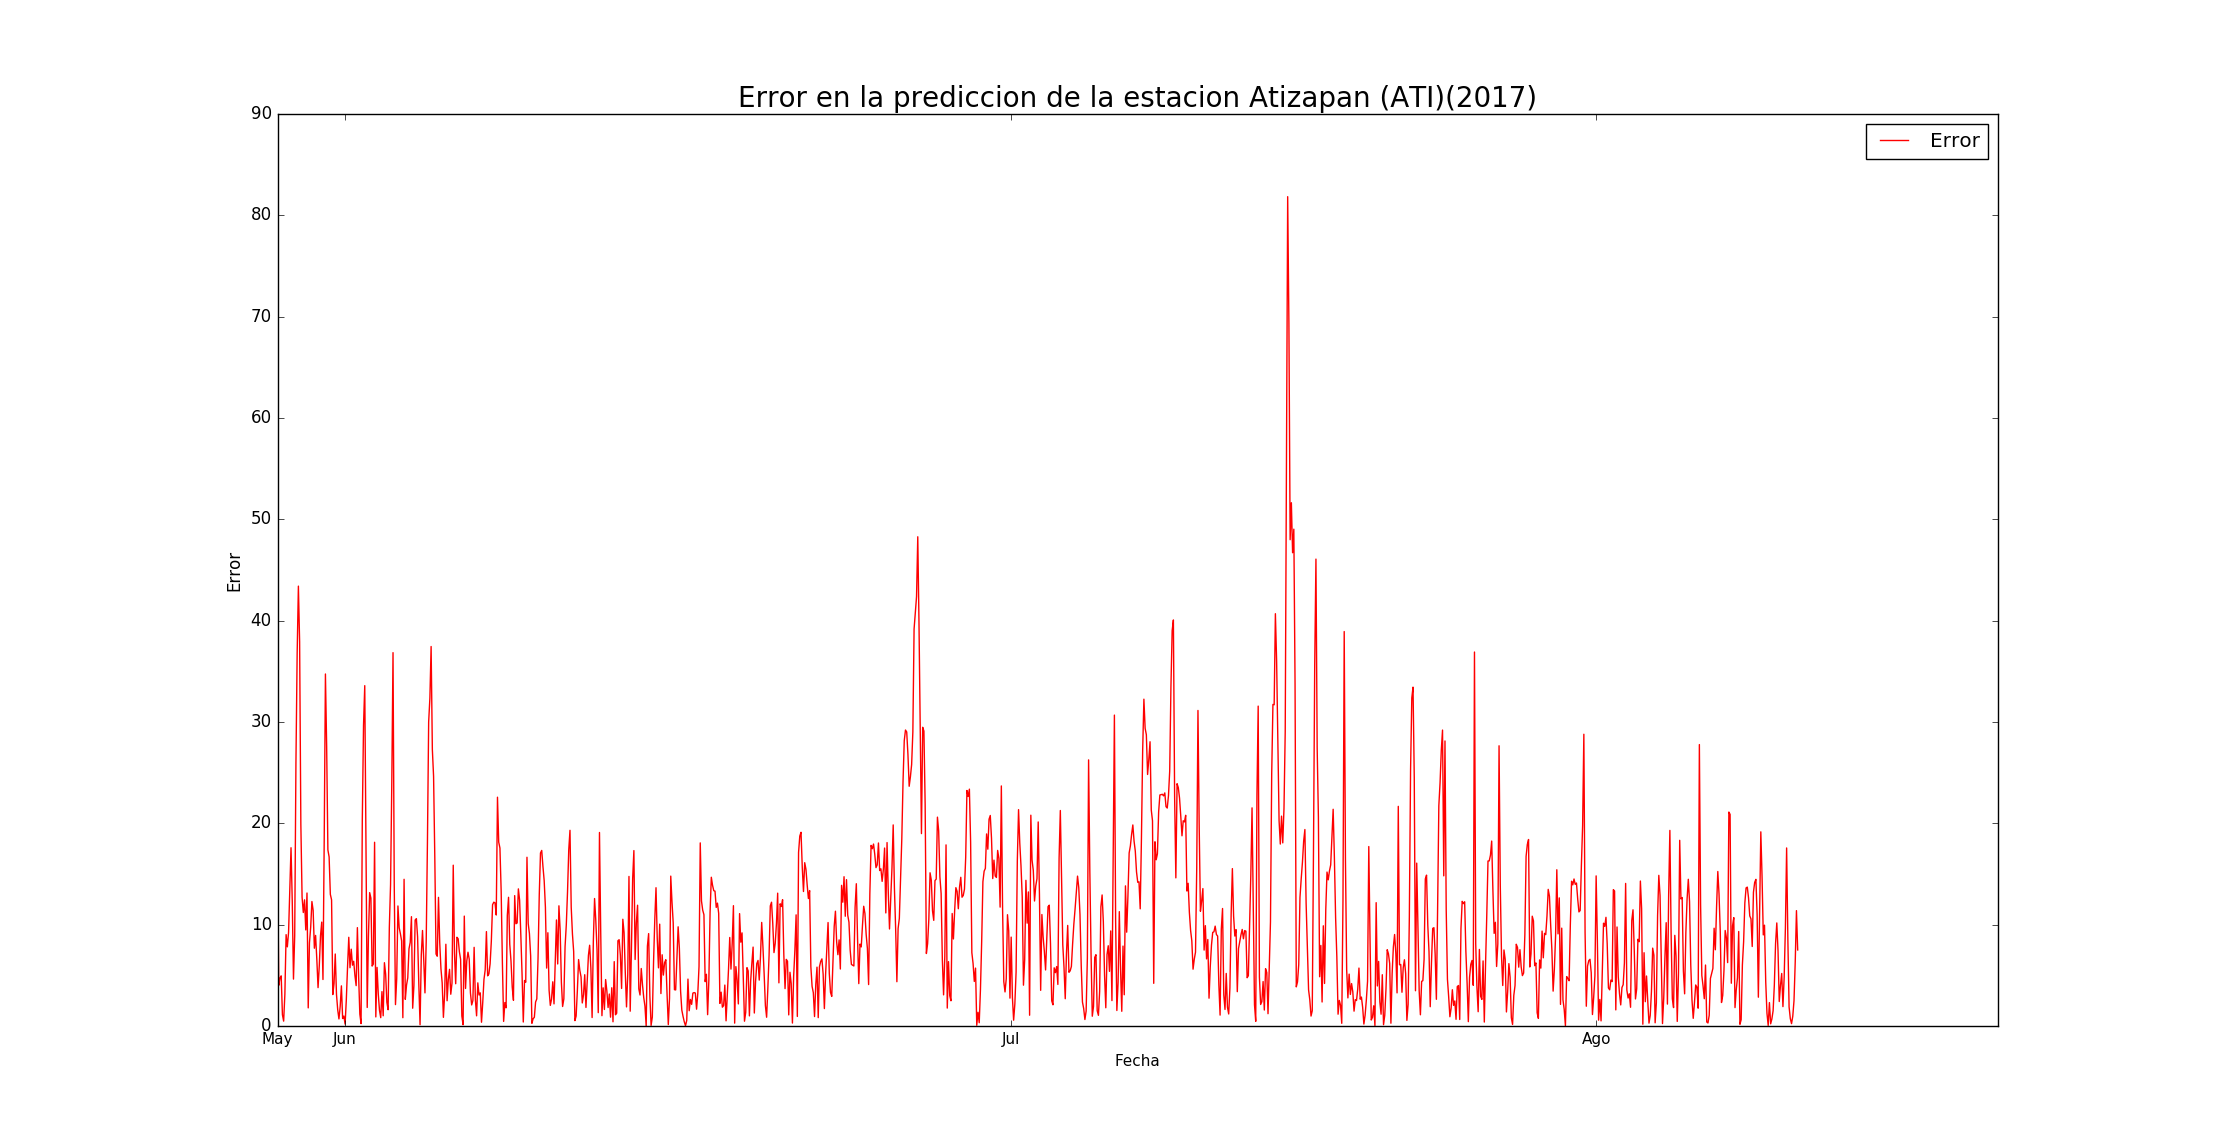 Error en la prediccion de la estacion Atizapan (ATI)(2017)
90
80
70
60
50
40
30
20
10
0
Error
Error
May
Jun
Jul
Ago
Fecha